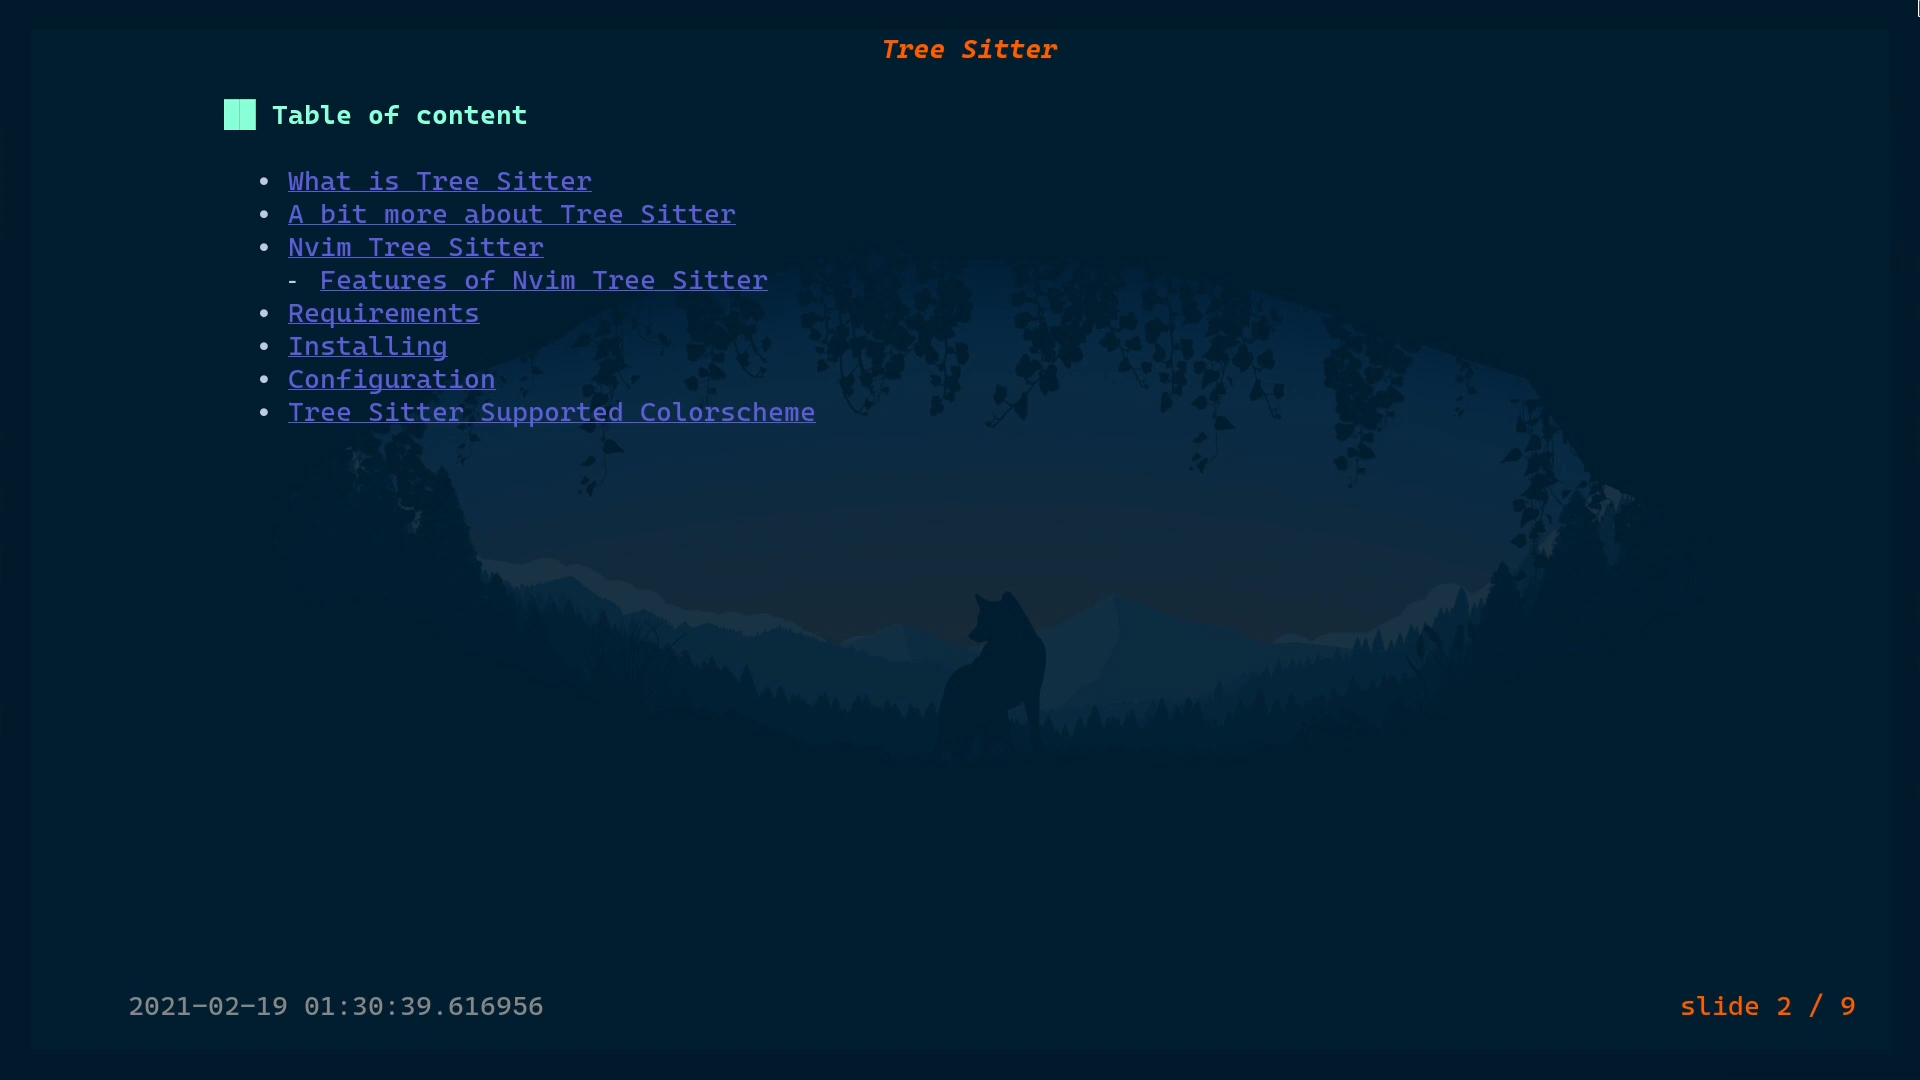 Tree Sitter
██ Table of content
• What is Tree Sitter
• A bit more about Tree Sitter
• Nvim Tree Sitter
- Features of Nvim Tree Sitter
• Requirements
• Installing
• Configuration
• Tree Sitter Supported Colorscheme
2021-02-19 01:30:39.616956
slide 2 / 9